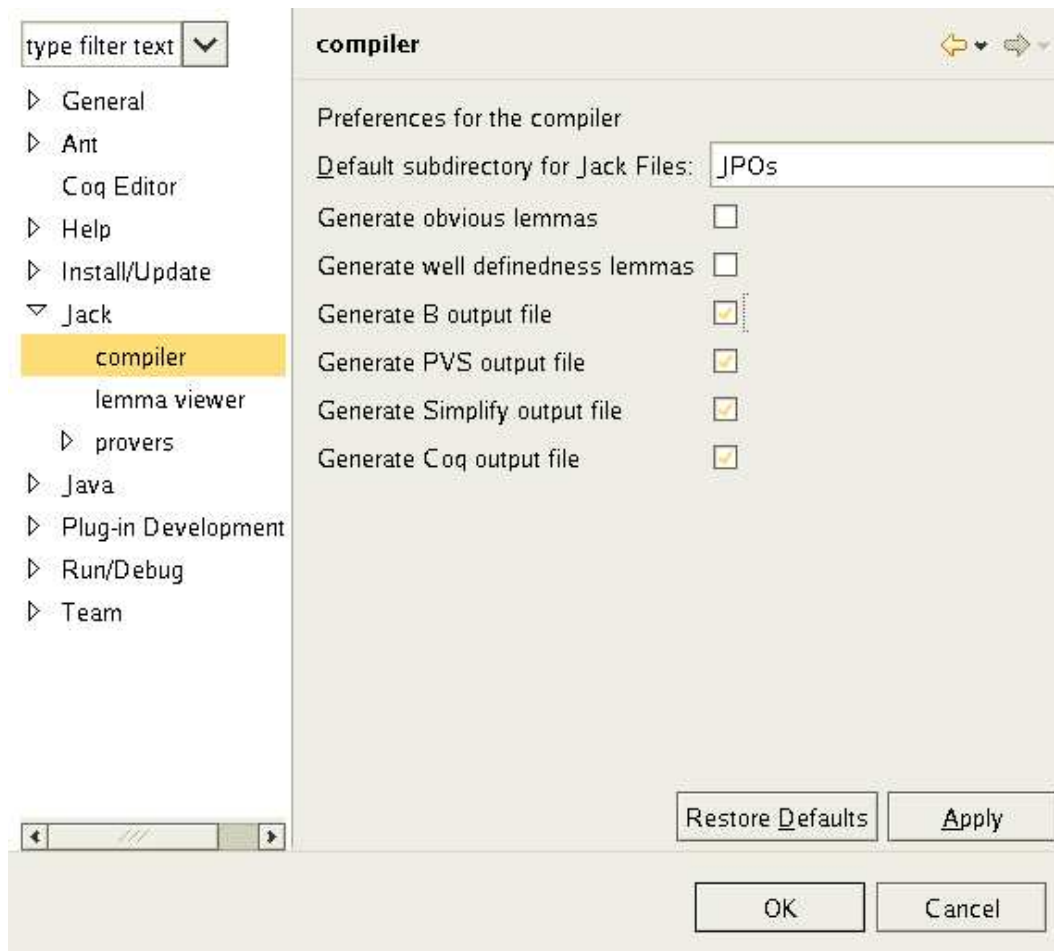 type filter text
General
Ant
Coq Editor
Help
Install/Update
Jack
compiler
lemma viewer
provers
Java
Plug-in Development
Run/Debug
Team
compiler
Preferences for the compiler
Default subdirectory for Jack Files: JPOs
Generate obvious lemmas
Generate well definedness lemmas
Generate B output file
Generate PVS output file
Generate Simplify output file
Generate Coq output file
Restore Defaults Apply
OK Cancel